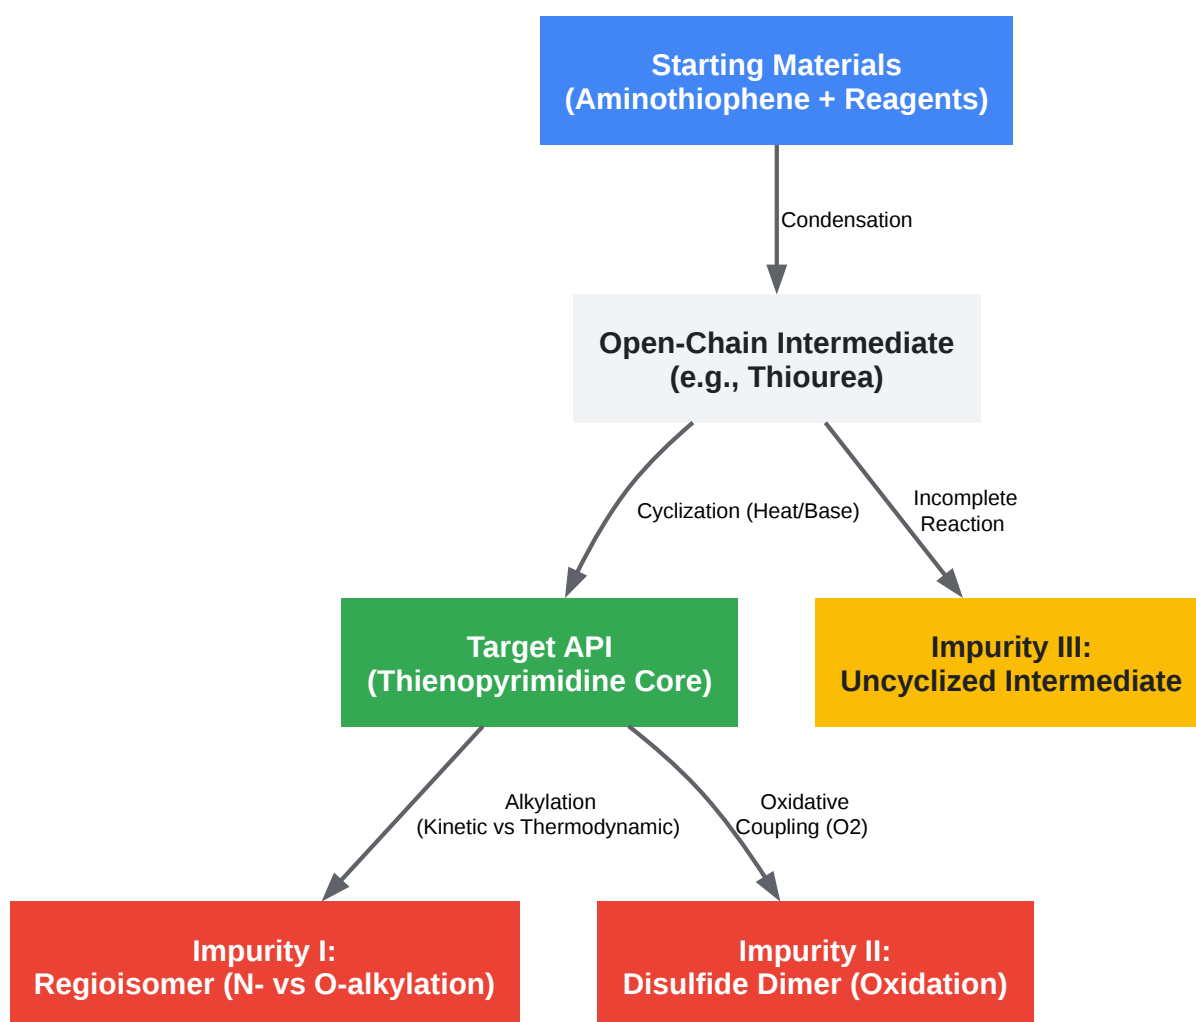 Starting Materials
(Aminothiophene + Reagents)
Condensation
Open-Chain Intermediate
(e.g., Thiourea)
Cyclization (Heat/Base)
Incomplete
Reaction
Target API
(Thienopyrimidine Core)
Impurity III:
Uncyclized Intermediate
Alkylation
(Kinetic vs Thermodynamic)
Oxidative
Coupling (O2)
Impurity I:
Regioisomer (N- vs O-alkylation)
Impurity II:
Disulfide Dimer (Oxidation)